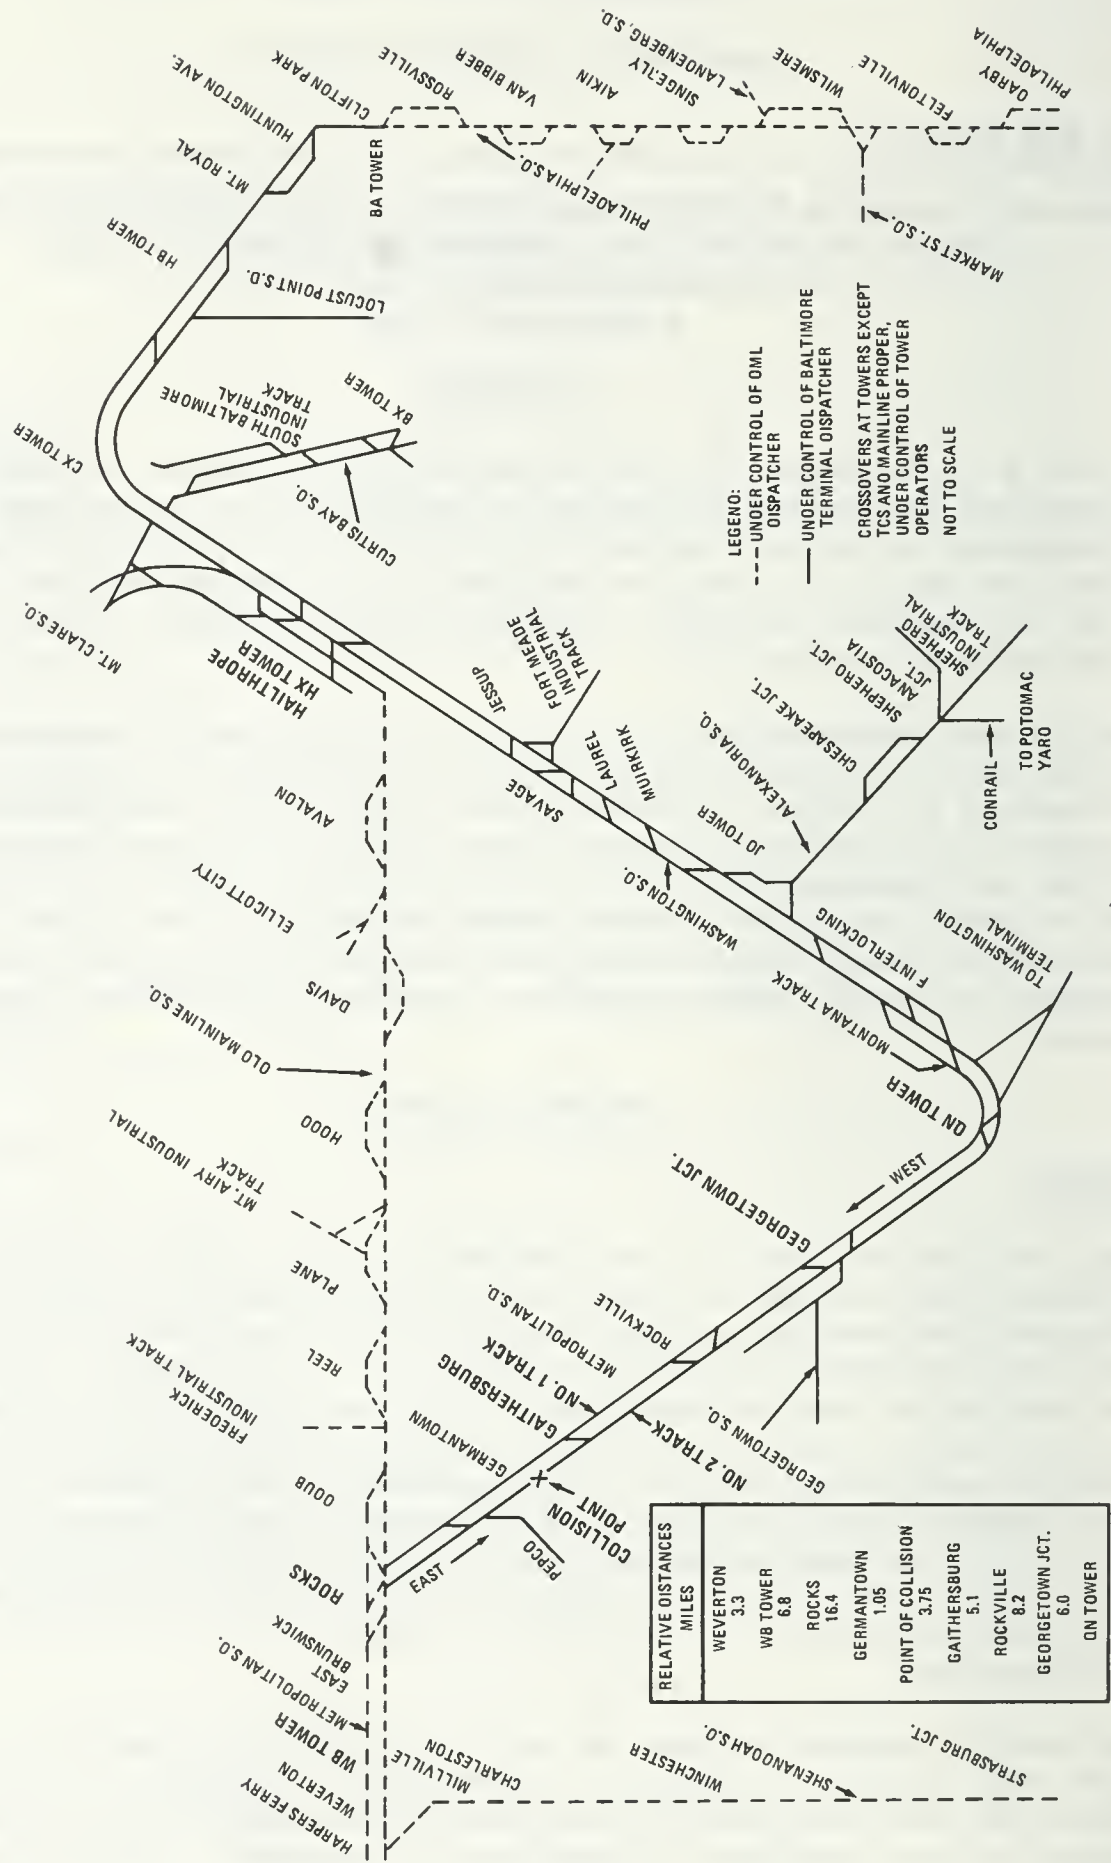 HARPERS FERRY
WEVERTON
WB TOWER
METROPOLITAN S.O.
EAST
BRUNSWICK
ROCKS
DOUB
FREDERICK
INDUSTRIAL TRACK
REEL
PLANE
MT. AIRY INDUSTRIAL
TRACK
HOOD
OLD MAINLINE S.O.
DAVIS
ELLICOTT CITY
AVALON
HAILTHROPE
HX TOWER
MT. CLARE S.O.
CX TOWER
SOUTH BALTIMORE
INDUSTRIAL
TRACK
BX TOWER
CURTIS BAY S.O.
LOCUST POINT S.D.
HB TOWER
MT. ROYAL
HUNTINGTON AVE.
CLIFTON PARK
BA TOWER
ROSSVILLE
VAN BIBBER
PHILADELPHIA S.O.
AIKIN
SINGERLY
LANDENBERG, S.D.
WILSMERE
MARKET ST. S.O.
FELTONVILLE
DARBY
PHILADELPHIA
MILLVILLE
CHARLESTON
WINCHESTER
SHENANDOAH S.O.
STRASBURG JCT.
EAST
PEPCO
COLLISION
POINT
GERMANTOWN
GAITHERSBURG
NO. 1 TRACK
NO. 2 TRACK
METROPOLITAN S.D.
ROCKVILLE
GEORGETOWN S.O.
GEORGETOWN JCT.
WEST
QN TOWER
MONTANA TRACK
F INTERLOCKING
TO WASHINGTON
TERMINAL
WASHINGTON S.O.
JD TOWER
ALEXANDRIA S.O.
CHESAPEAKE JCT.
SHEPHERD JCT.
ANACOSTIA
JCT.
SHEPHERD
INDUSTRIAL
TRACK
CONRAIL
TO POTOMAC
YARD
MUIRKIRK
LAUREL
SAVAGE
FORT MEADE
INDUSTRIAL
TRACK
JESSUP
LEGEND:
--- UNDER CONTROL OF OML
DISPATCHER
— UNDER CONTROL OF BALTIMORE
TERMINAL DISPATCHER
CROSSOVERS AT TOWERS EXCEPT
TCS AND MAINLINE PROPER,
UNDER CONTROL OF TOWER
OPERATORS
NOT TO SCALE
RELATIVE DISTANCES
MILES
WEVERTON
3.3
WB TOWER
6.8
ROCKS
16.4
GERMANTOWN
1.05
POINT OF COLLISION
3.75
GAITHERSBURG
5.1
ROCKVILLE
8.2
GEORGETOWN JCT.
6.0
QN TOWER